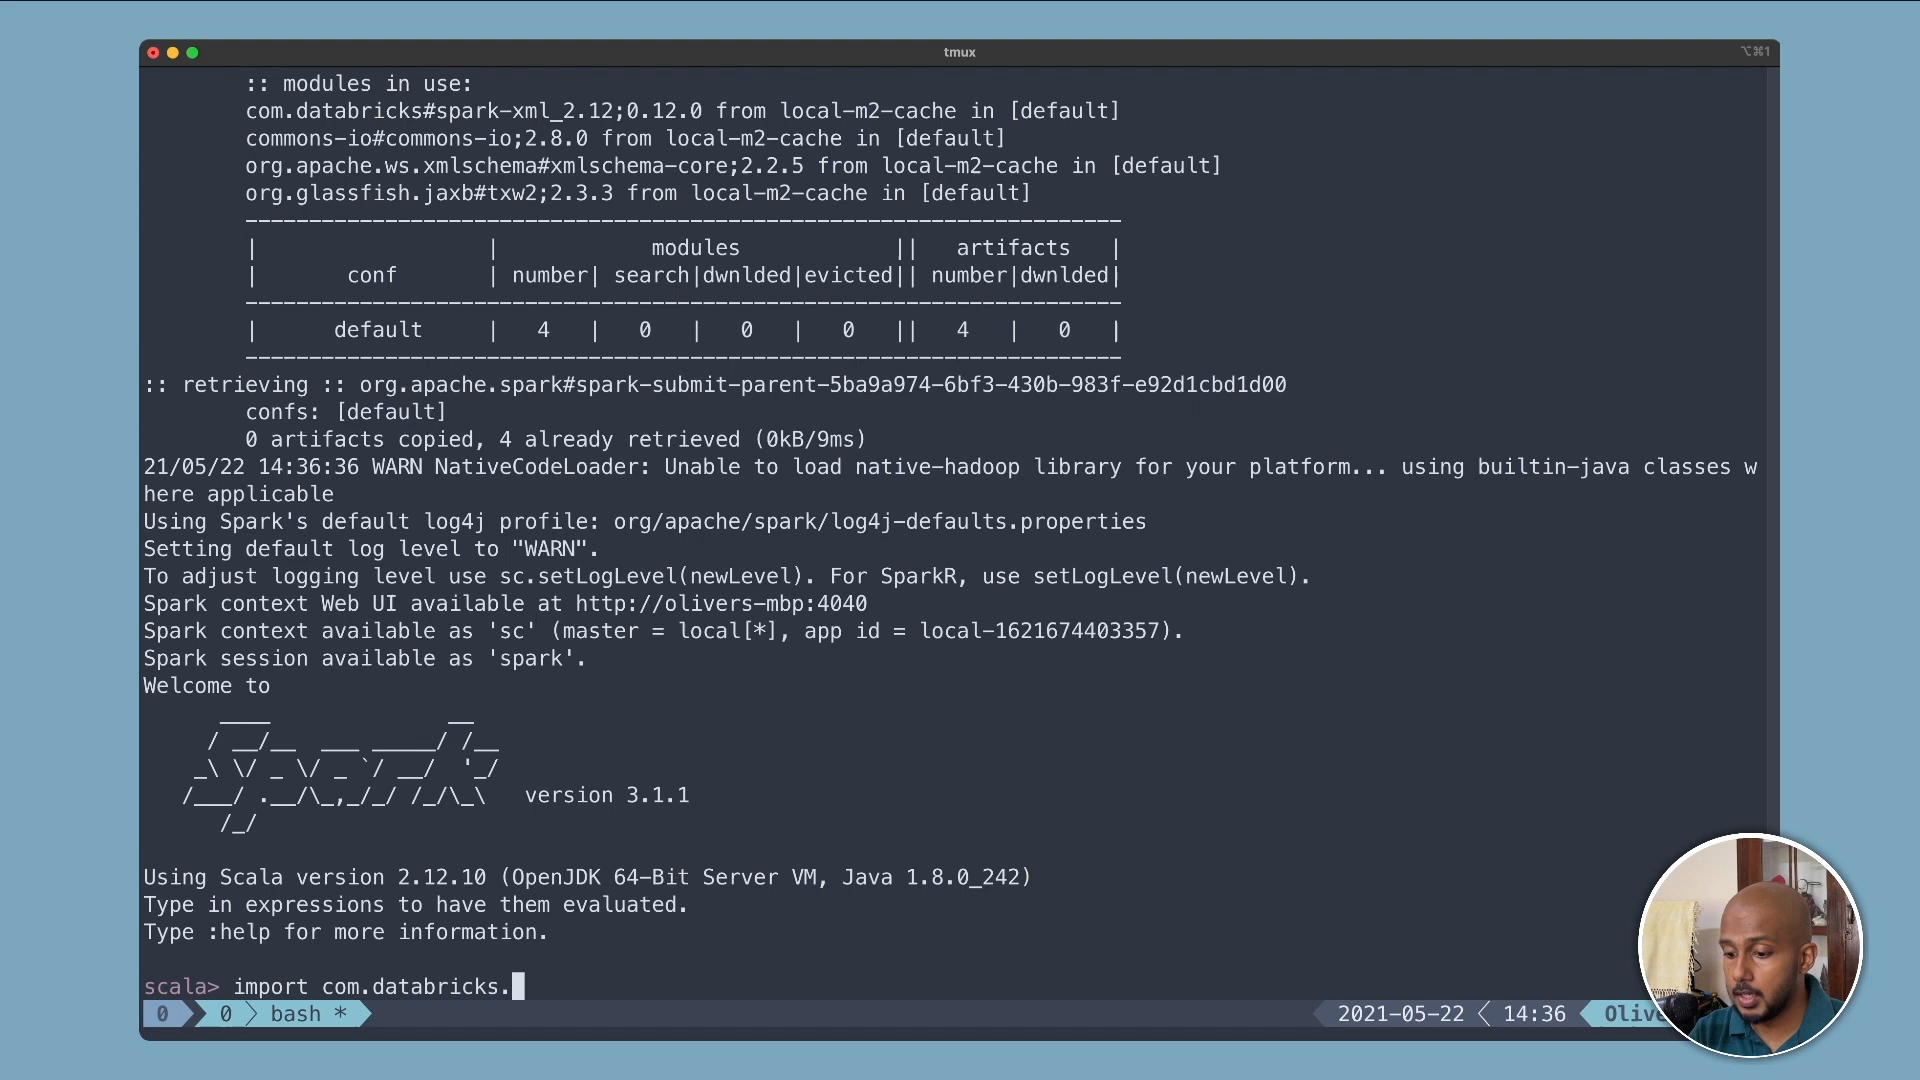 tmux
⌥⌘1
:: modules in use:
com.databricks#spark-xml_2.12;0.12.0 from local-m2-cache in [default]
commons-io#commons-io;2.8.0 from local-m2-cache in [default]
org.apache.ws.xmlschema#xmlschema-core;2.2.5 from local-m2-cache in [default]
org.glassfish.jaxb#txw2;2.3.3 from local-m2-cache in [default]
---------------------------------------------------------------------
|                  |            modules            ||   artifacts   |
|       conf       | number| search|dwnlded|evicted|| number|dwnlded|
---------------------------------------------------------------------
|      default     |   4   |   0   |   0   |   0   ||   4   |   0   |
---------------------------------------------------------------------
:: retrieving :: org.apache.spark#spark-submit-parent-5ba9a974-6bf3-430b-983f-e92d1cbd1d00
confs: [default]
0 artifacts copied, 4 already retrieved (0kB/9ms)
21/05/22 14:36:36 WARN NativeCodeLoader: Unable to load native-hadoop library for your platform... using builtin-java classes w
here applicable
Using Spark's default log4j profile: org/apache/spark/log4j-defaults.properties
Setting default log level to "WARN".
To adjust logging level use sc.setLogLevel(newLevel). For SparkR, use setLogLevel(newLevel).
Spark context Web UI available at http://olivers-mbp:4040
Spark context available as 'sc' (master = local[*], app id = local-1621674403357).
Spark session available as 'spark'.
Welcome to
      ____              __
     / __/__  ___ _____/ /__
    _\ \/ _ \/ _ `/ __/  '_/
   /___/ .__/\_,_/_/ /_/\_\   version 3.1.1
      /_/
Using Scala version 2.12.10 (OpenJDK 64-Bit Server VM, Java 1.8.0_242)
Type in expressions to have them evaluated.
Type :help for more information.
scala> import com.databricks.
0 0 bash * 2021-05-22 14:36